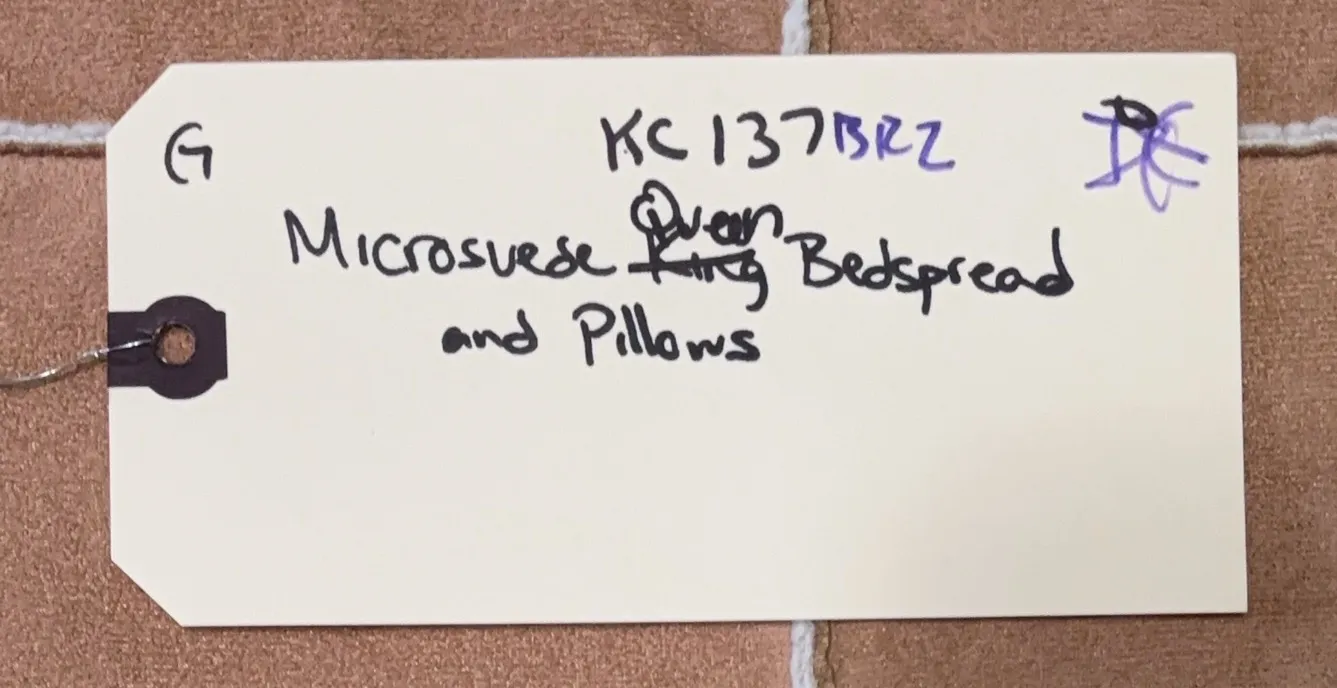 G KC137BRZ
Microsuede Queen King Bedspread
and Pillows